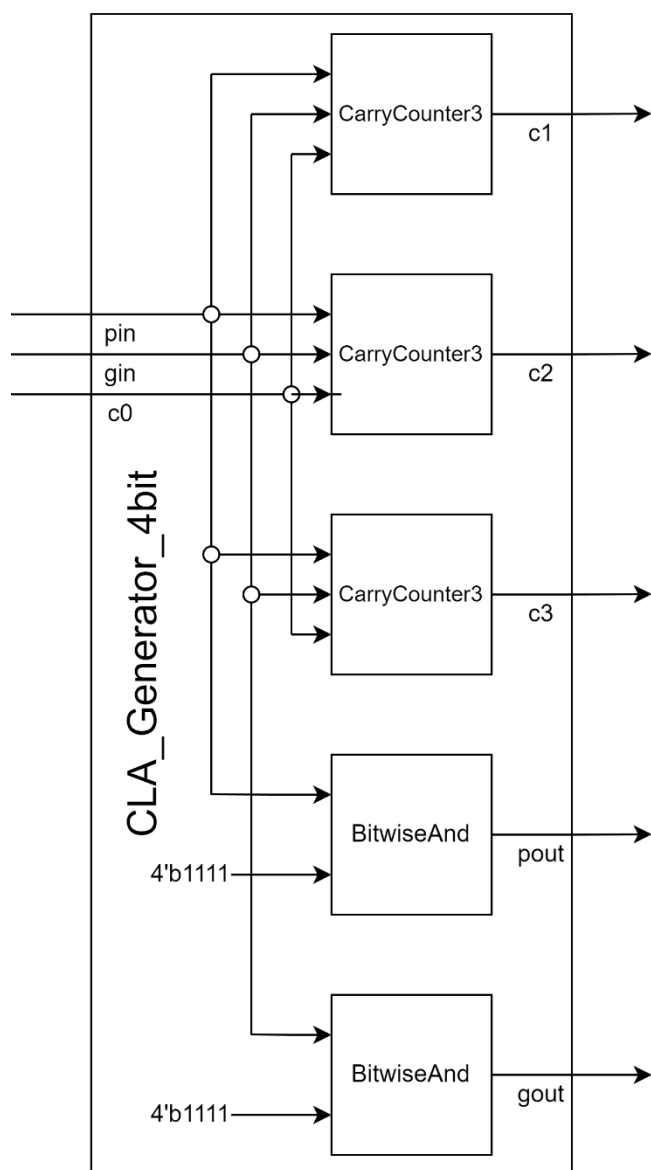 CarryCounter3
c1
pin
CarryCounter3
gin
c2
c0
CLA_Generator_4bit
CarryCounter3
c3
BitwiseAnd
pout
4'b1111
BitwiseAnd
gout
4'b1111